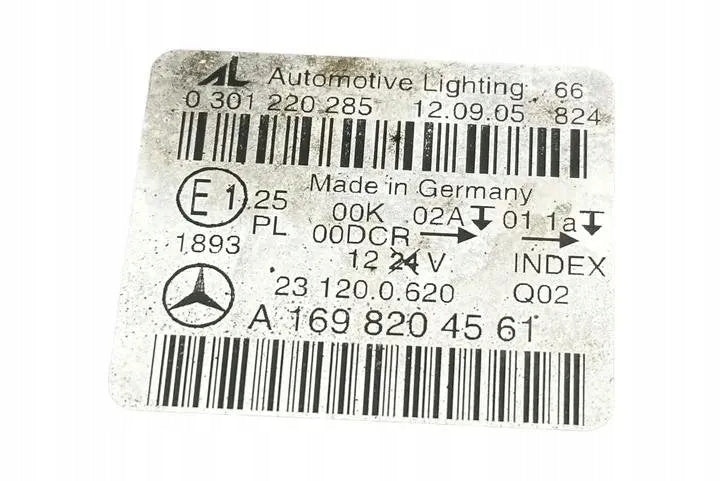 AL Automotive Lighting 66
0 301 220 285 12.09.05 824
Made in Germany
E1 25 00K 02A 01 1a
PL 00DCR
1893 12 24 V INDEX
23 120 0.620 Q02
A 169 820 45 61